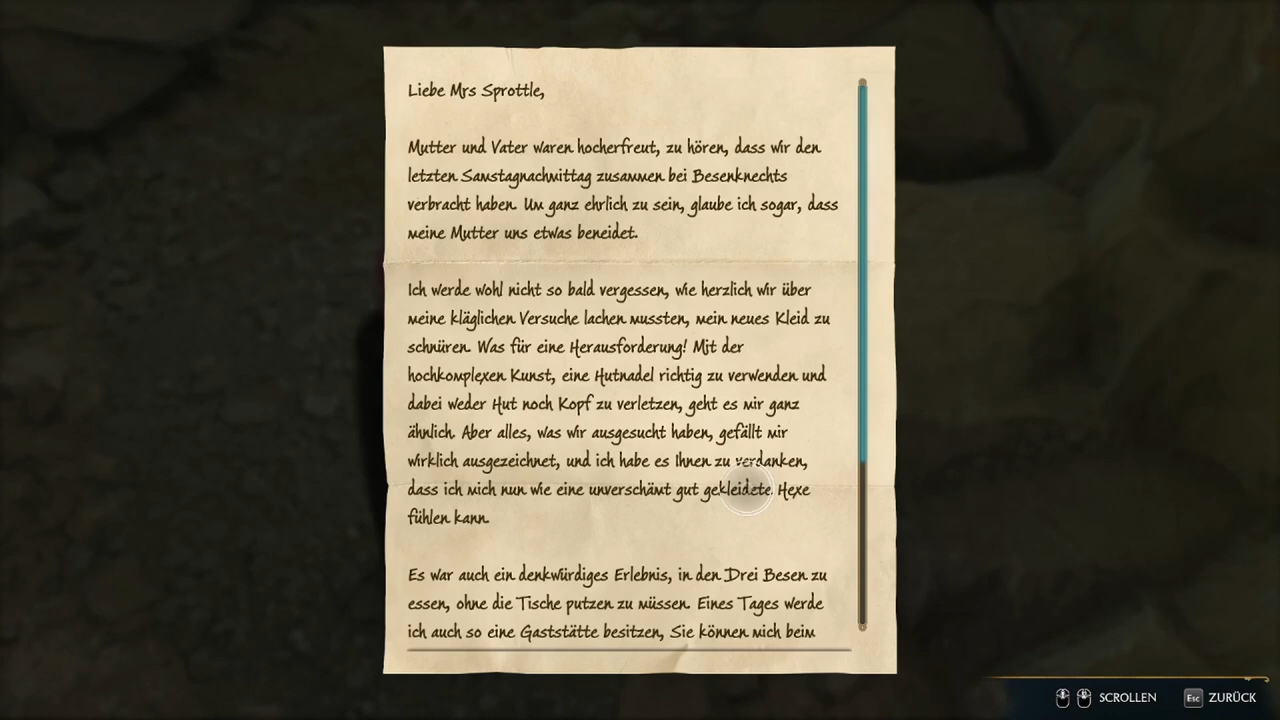 Liebe Mrs Sprottle,
Mutter und Vater waren hocherfreut, zu hören, dass wir den
letzten Samstagnachmittag zusammen bei Besenknechts
verbracht haben. Um ganz ehrlich zu sein, glaube ich sogar, dass
meine Mutter uns etwas beneidet.
Ich werde wohl nicht so bald vergessen, wie herzlich wir über
meine kläglichen Versuche lachen mussten, mein neues Kleid zu
schnüren. Was für eine Herausforderung! Mit der
hochkomplexen Kunst, eine Hutnadel richtig zu verwenden und
dabei weder Hut noch Kopf zu verletzen, geht es mir ganz
ähnlich. Aber alles, was wir ausgesucht haben, gefällt mir
wirklich ausgezeichnet, und ich habe es Ihnen zu verdanken,
dass ich mich nun wie eine unverschämt gut gekleidete Hexe
fühlen kann.
Es war auch ein denkwürdiges Erlebnis, in den Drei Besen zu
essen, ohne die Tische putzen zu müssen. Eines Tages werde
ich auch so eine Gaststätte besitzen, Sie können mich beim
SCROLLEN Esc ZURÜCK